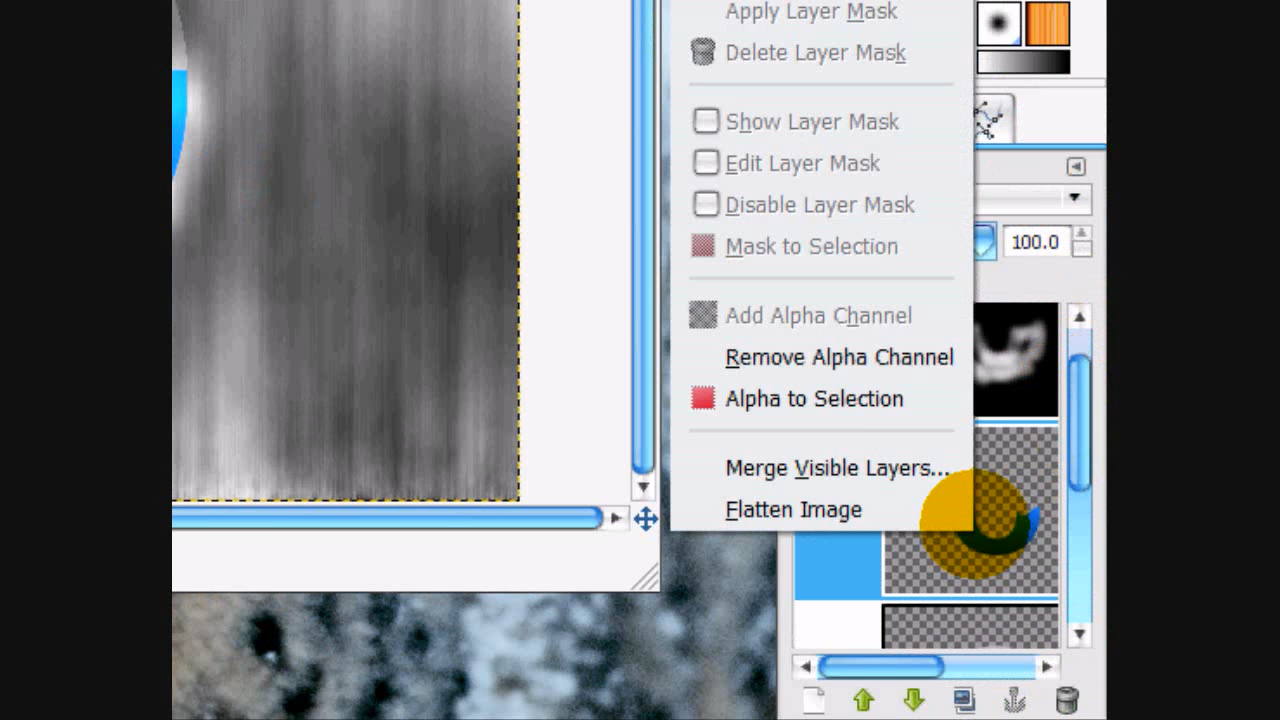 Apply Layer Mask
Delete Layer Mask
Show Layer Mask
Edit Layer Mask
Disable Layer Mask
Mask to Selection
100.0
Add Alpha Channel
Remove Alpha Channel
Alpha to Selection
Merge Visible Layers...
Flatten Image